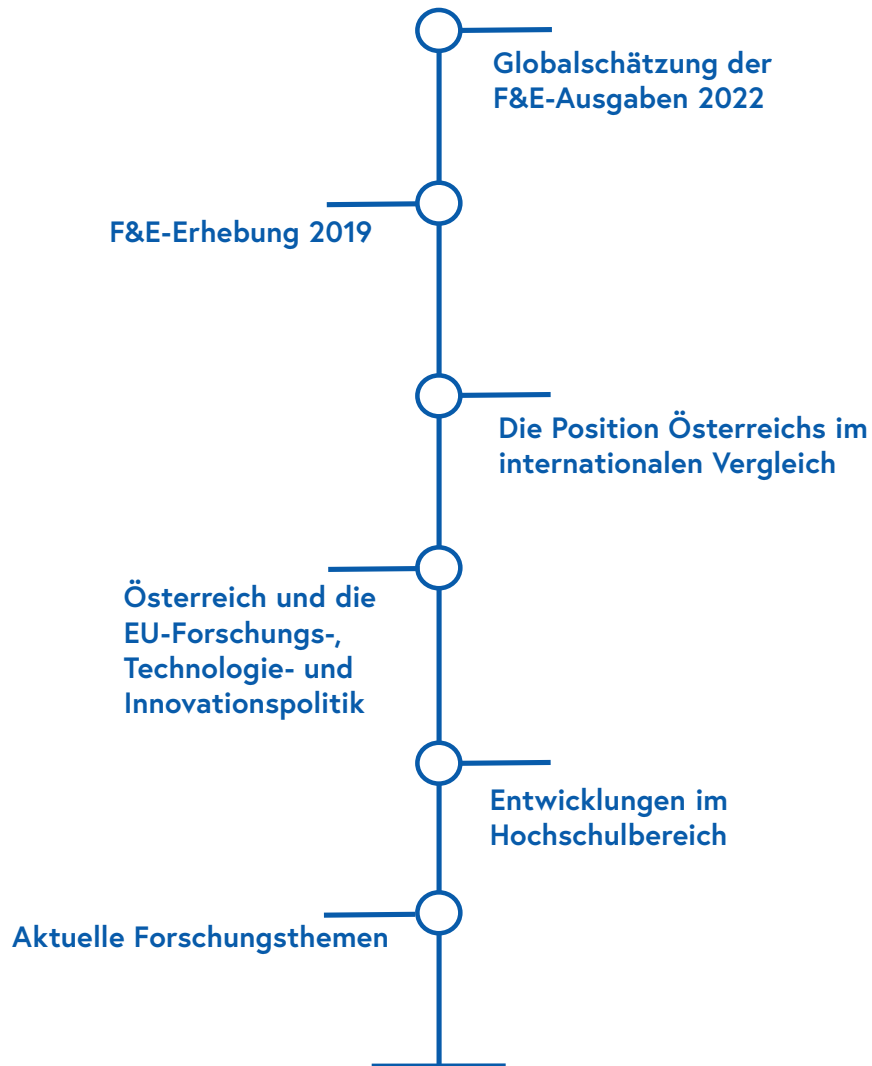 Globalschätzung der
F&E-Ausgaben 2022
F&E-Erhebung 2019
Die Position Österreichs im
internationalen Vergleich
Österreich und die
EU-Forschungs-,
Technologie- und
Innovationspolitik
Entwicklungen im
Hochschulbereich
Aktuelle Forschungsthemen